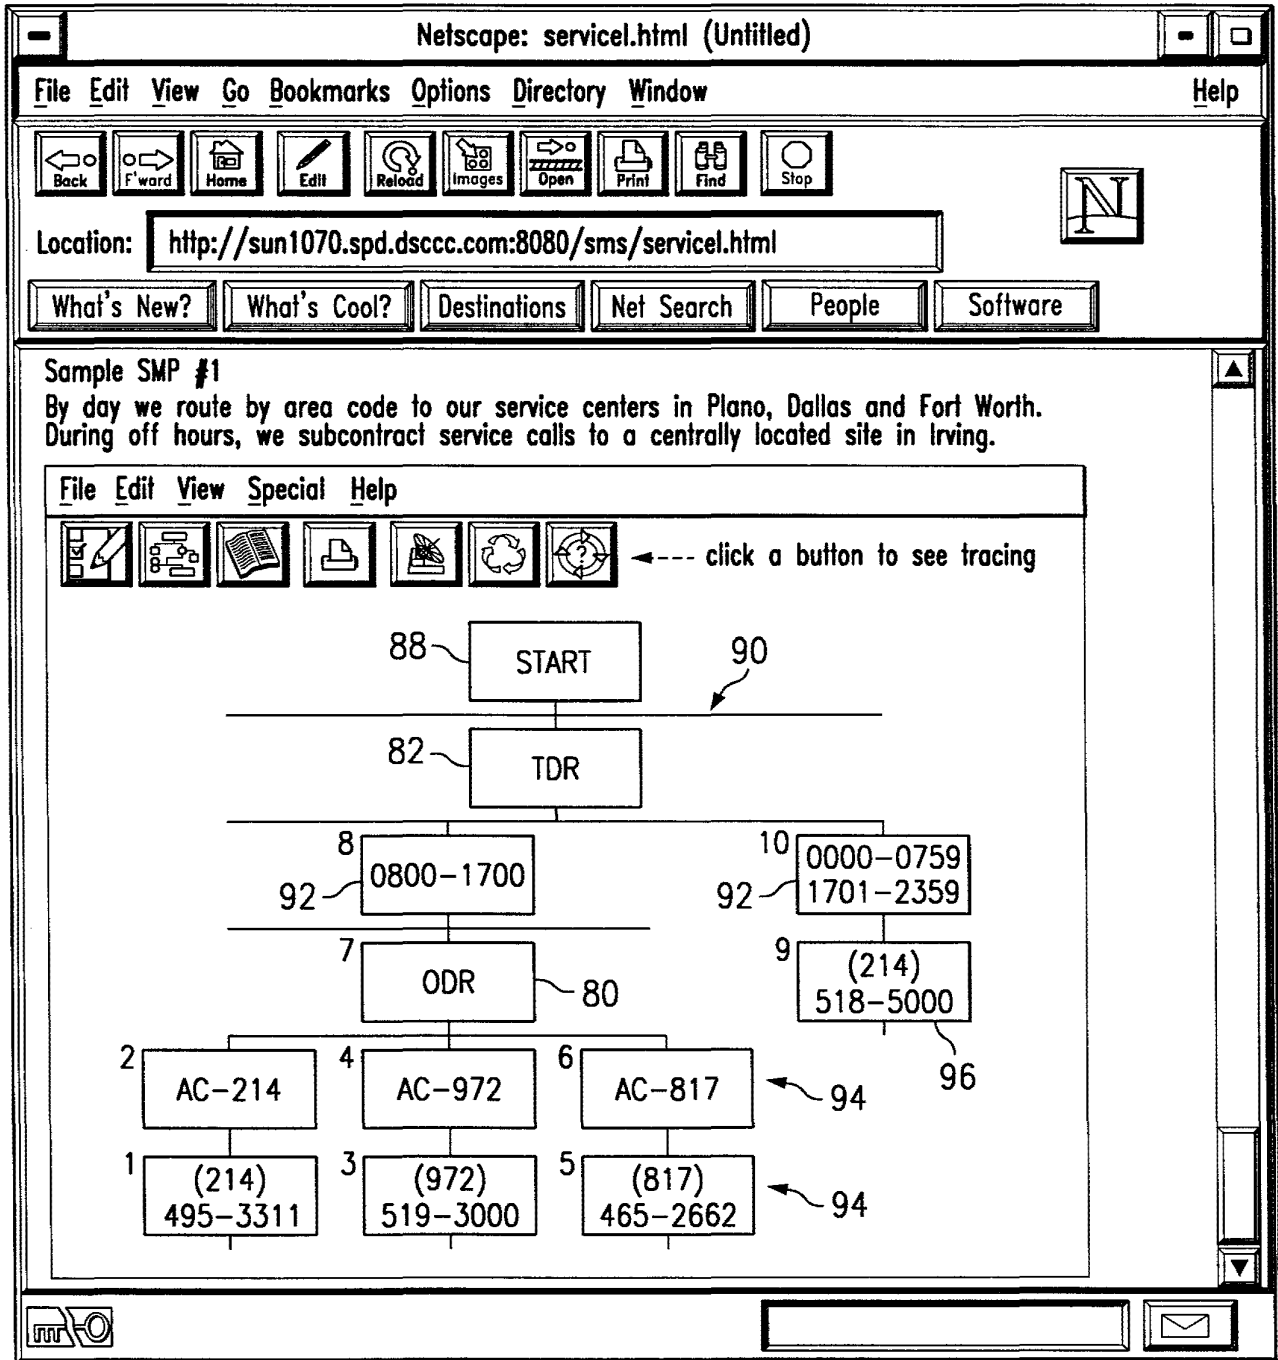 Netscape: servicel.html (Untitled)
File Edit View Go Bookmarks Options Directory Window Help
Back F'ward Home Edit Reload Images Open Print Find Stop
N
Location: http://sun1070.spd.dsccc.com:8080/sms/servicel.html
What's New? What's Cool? Destinations Net Search People Software
Sample SMP #1
By day we route by area code to our service centers in Plano, Dallas and Fort Worth.
During off hours, we subcontract service calls to a centrally located site in Irving.
File Edit View Special Help
? click a button to see tracing
88 START 90
82 TDR
8 10
0800-1700 0000-0759
92 92 1701-2359
7 9
ODR 80 (214)
518-5000
96
2 4 6
AC-214 AC-972 AC-817 94
1 3 5
(214) (972) (817) 94
495-3311 519-3000 465-2662